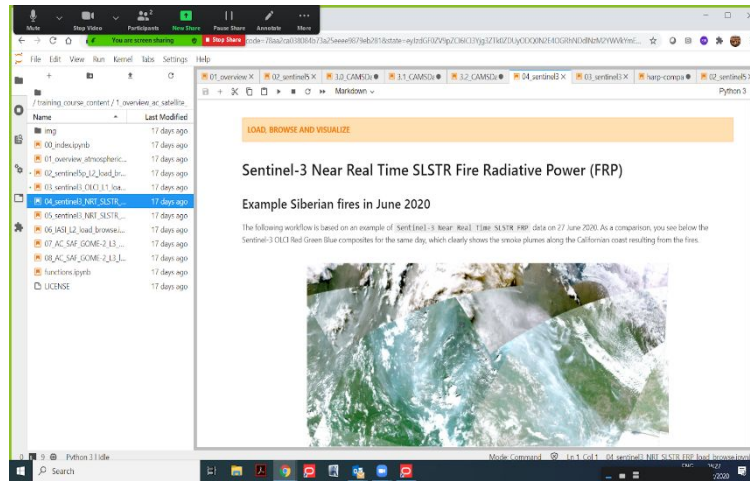 Mute
Stop Video
Participants 2
New Share
Pause Share
Annotate
More
You are screen sharing
Stop Share
File Edit View Run Kernel Tabs Settings Help
01_overview
02_sentinel5
3.0_CAMSDa
3.1_CAMSDa
3.2_CAMSDa
04_sentinel3
03_sentinel3
harp-compa
02_sentinel5
Markdown
Python 3
/ training_course_content / 1_overview_ac_satellite_
Name Last Modified
img 17 days ago
00_index.ipynb 17 days ago
01_overview_atmospheric... 17 days ago
02_sentinel5p_L2_load_br... 17 days ago
03_sentinel3_OLCI_L1_loa... 17 days ago
04_sentinel3_NRT_SLSTR_... 17 days ago
05_sentinel3_NRT_SLSTR_... 17 days ago
06_IASI_L2_load_browse.i... 17 days ago
07_AC_SAF_GOME-2_L3_... 17 days ago
08_AC_SAF_GOME-2_L3_l... 17 days ago
functions.ipynb 17 days ago
LICENSE 17 days ago
LOAD, BROWSE AND VISUALIZE
Sentinel-3 Near Real Time SLSTR Fire Radiative Power (FRP)
Example Siberian fires in June 2020
The following workflow is based on an example of Sentinel-3 Near Real Time SLSTR FRP data on 27 June 2020. As a comparison, you see below the
Sentinel-3 OLCI Red Green Blue composites for the same day, which clearly shows the smoke plumes along the Californian coast resulting from the fires.
0 9 Python 3 | Idle
Mode: Command Ln 1, Col 1 04_sentinel3_NRT_SLSTR_FRP_load_browse.ipynb
Search